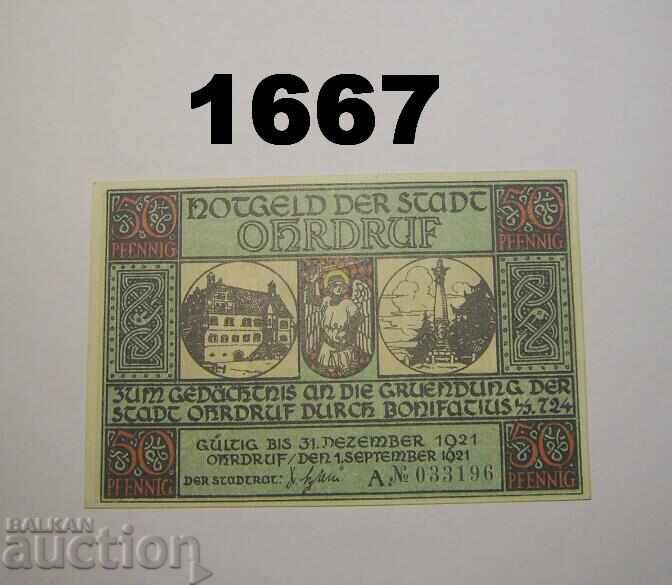 1667
50 PFENNIG
NOTGELD DER STADT
OHRDRUF
50 PFENNIG
ZUM GEDÄCHTNIS AN DIE GRUENDUNG DER
STADT OHRDRUF DURCH BONIFATIUS 724
50 PFENNIG
GÜLTIG BIS 31. DEZEMBER 1921
OHRDRUF / DEN 1. SEPTEMBER 1921
DER STADTRAT:
A. № 033196
50 PFENNIG
BALKAN
auction